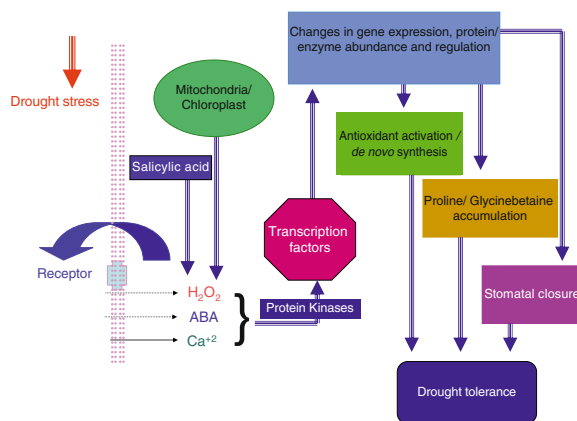 Changes in gene expression, protein/
enzyme abundance and regulation
Drought stress
Mitochondria/
Chloroplast
Antioxidant activation /
de novo synthesis
Salicylic acid
Proline/ Glycinebetaine
accumulation
Transcription
factors
Receptor
H₂O₂
ABA
Ca⁺²
}
Protein Kinases
Stomatal closure
Drought tolerance